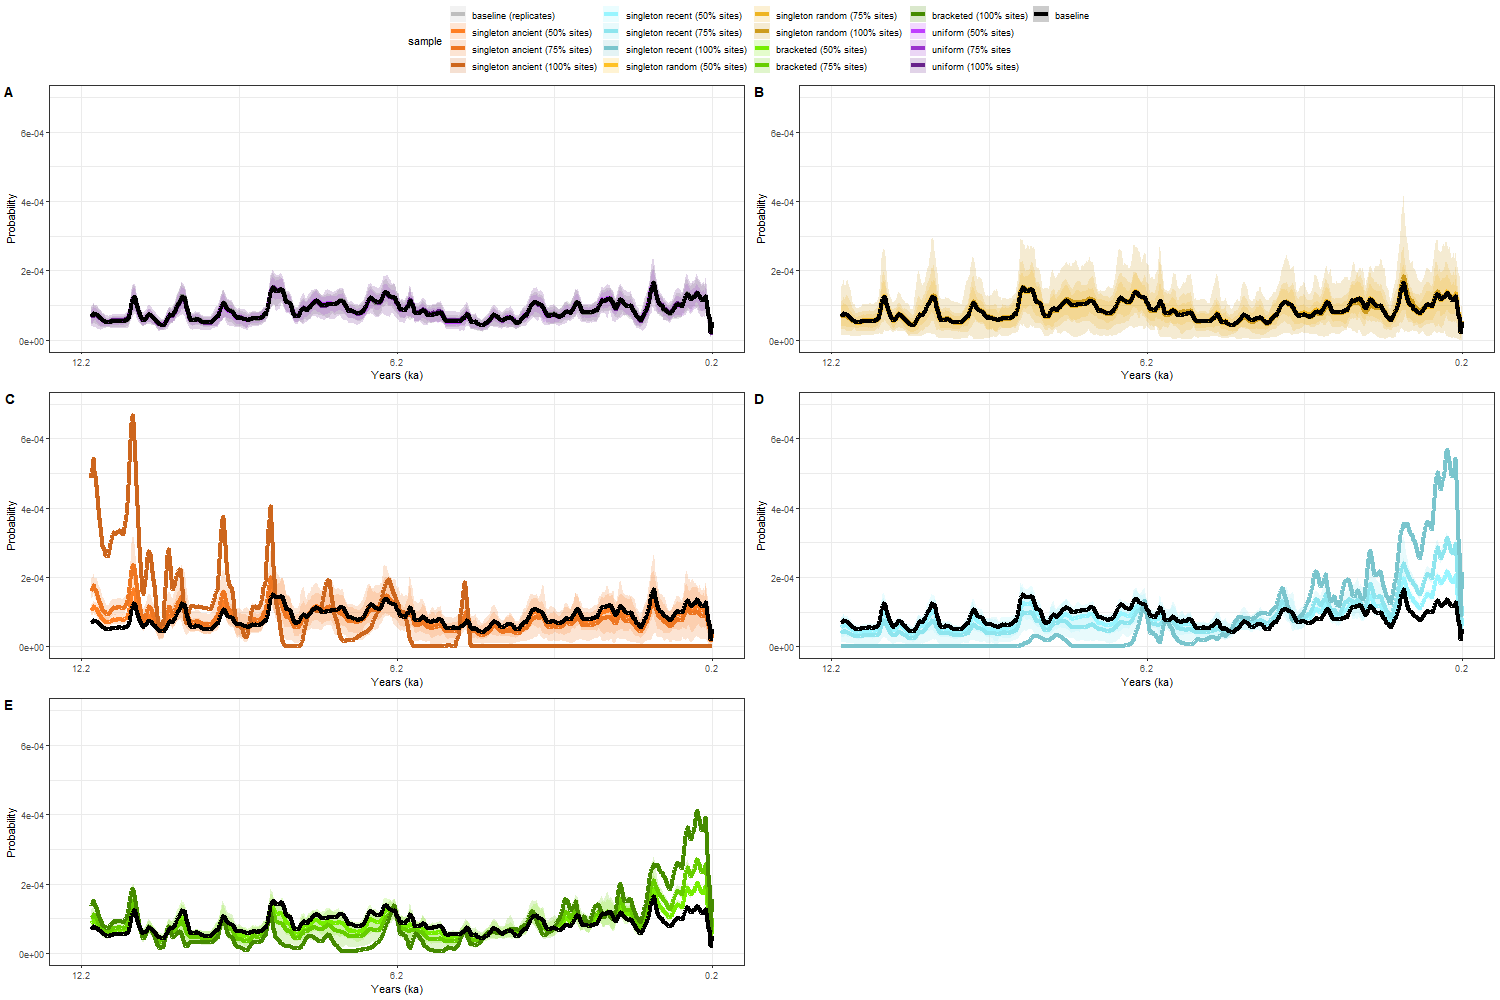 sample
baseline (replicates)
singleton ancient (50% sites)
singleton ancient (75% sites)
singleton ancient (100% sites)
singleton recent (50% sites)
singleton recent (75% sites)
singleton recent (100% sites)
singleton random (50% sites)
singleton random (75% sites)
singleton random (100% sites)
bracketed (50% sites)
bracketed (75% sites)
bracketed (100% sites)
uniform (50% sites)
uniform (75% sites
uniform (100% sites)
baseline
A
6e-04
4e-04
2e-04
0e+00
Probability
12.2
6.2
0.2
Years (ka)
B
6e-04
4e-04
2e-04
0e+00
Probability
12.2
6.2
0.2
Years (ka)
C
6e-04
4e-04
2e-04
0e+00
Probability
12.2
6.2
0.2
Years (ka)
D
6e-04
4e-04
2e-04
0e+00
Probability
12.2
6.2
0.2
Years (ka)
E
6e-04
4e-04
2e-04
0e+00
Probability
12.2
6.2
0.2
Years (ka)